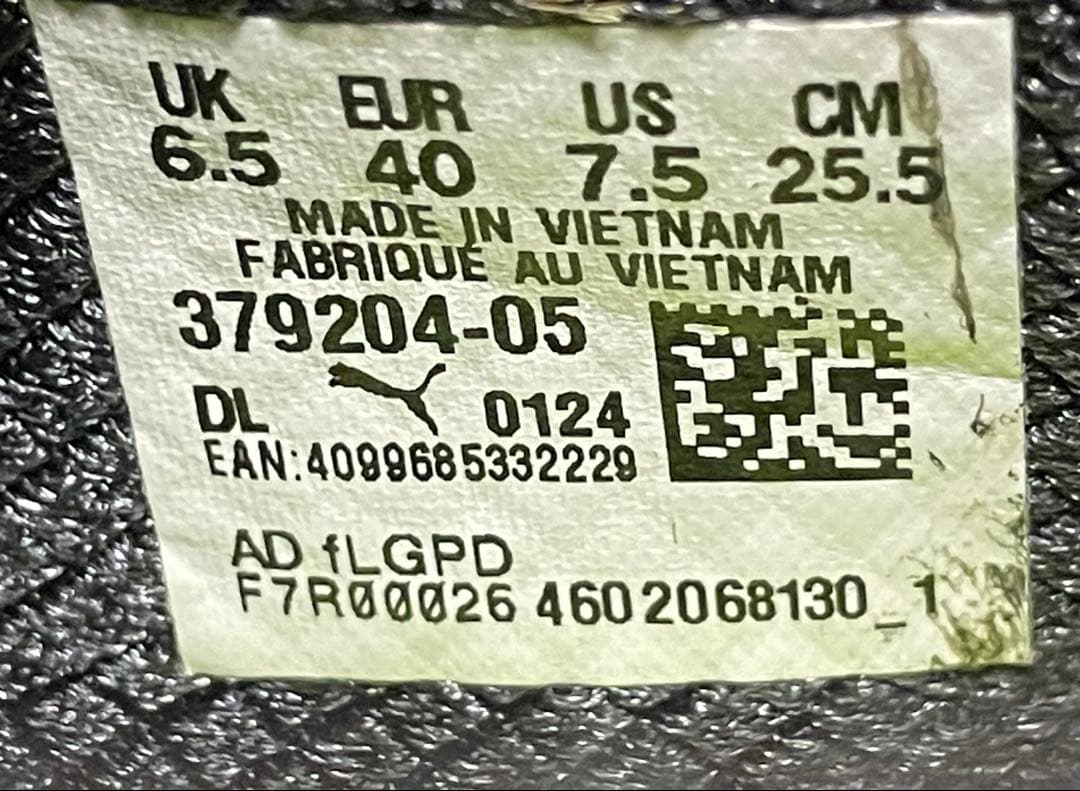 UK EUR US CM
6.5 40 7.5 25.5
MADE IN VIETNAM
FABRIQUÉ AU VIETNAM
379204-05
DL 0124
EAN:4099685332229
AD fLGPD
F7R00026 4602068130_1